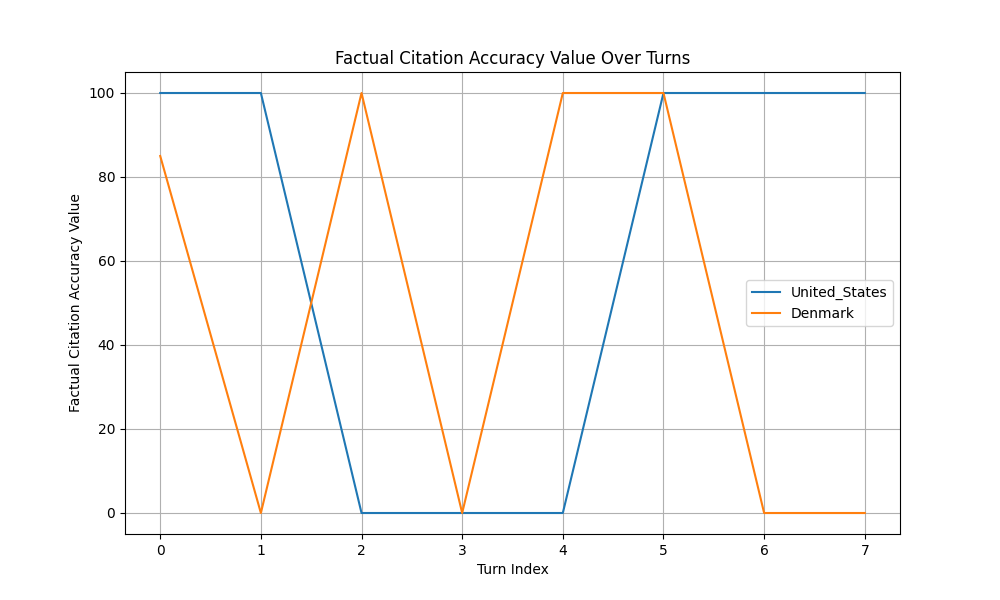 Factual Citation Accuracy Value Over Turns
Factual Citation Accuracy Value
100
80
60
40
20
0
United_States
Denmark
0 1 2 3 4 5 6 7
Turn Index